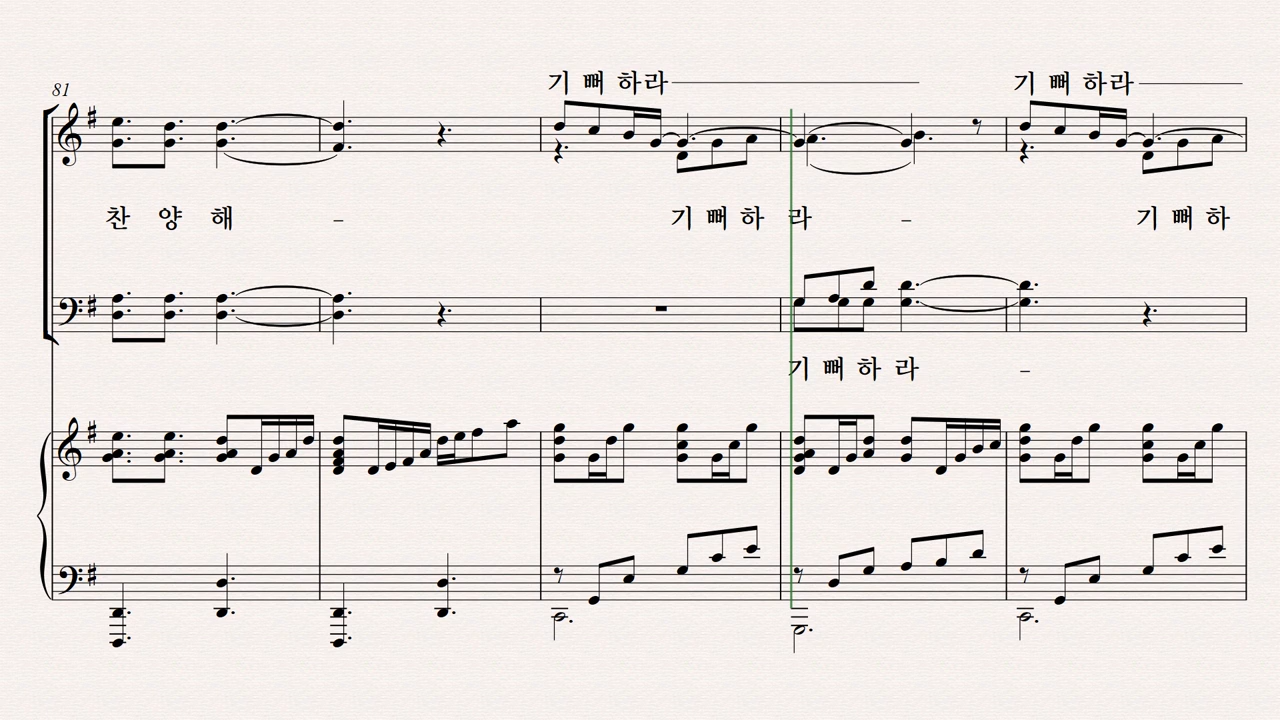 81
기 뻐 하라 기 뻐 하라
찬 양 해 - 기 뻐 하 라 - 기 뻐 하
기 뻐 하 라 -